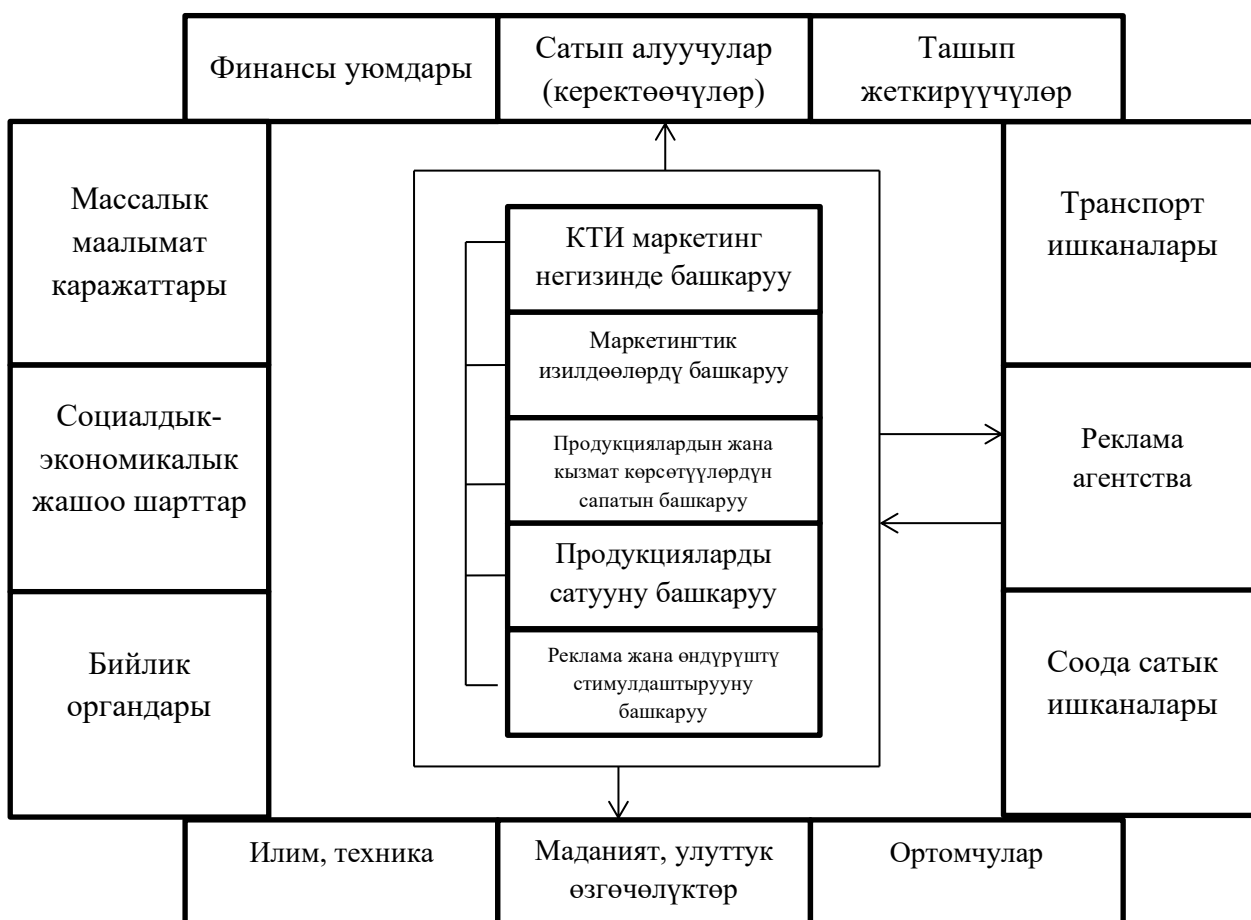 Финансы уюмдары
Сатып алуучулар
(керектөөчүлөр)
Ташып
жеткирүүчүлөр
Массалык
маалымат
каражаттары
Социалдык-
экономикалык
жашоо шарттар
Бийлик
органдары
КТИ маркетинг
негизинде башкаруу
Маркетингтик
изилдөөлөрдү башкаруу
Продукциялардын жана
кызмат көрсөтүүлөрдүн
сапатын башкаруу
Продукцияларды
сатууну башкаруу
Реклама жана өндүрүштү
стимулдаштырууну
башкаруу
Транспорт
ишканалары
Реклама
агентства
Соода сатык
ишканалары
Илим, техника
Маданият, улуттук
өзгөчөлүктөр
Ортомчулар